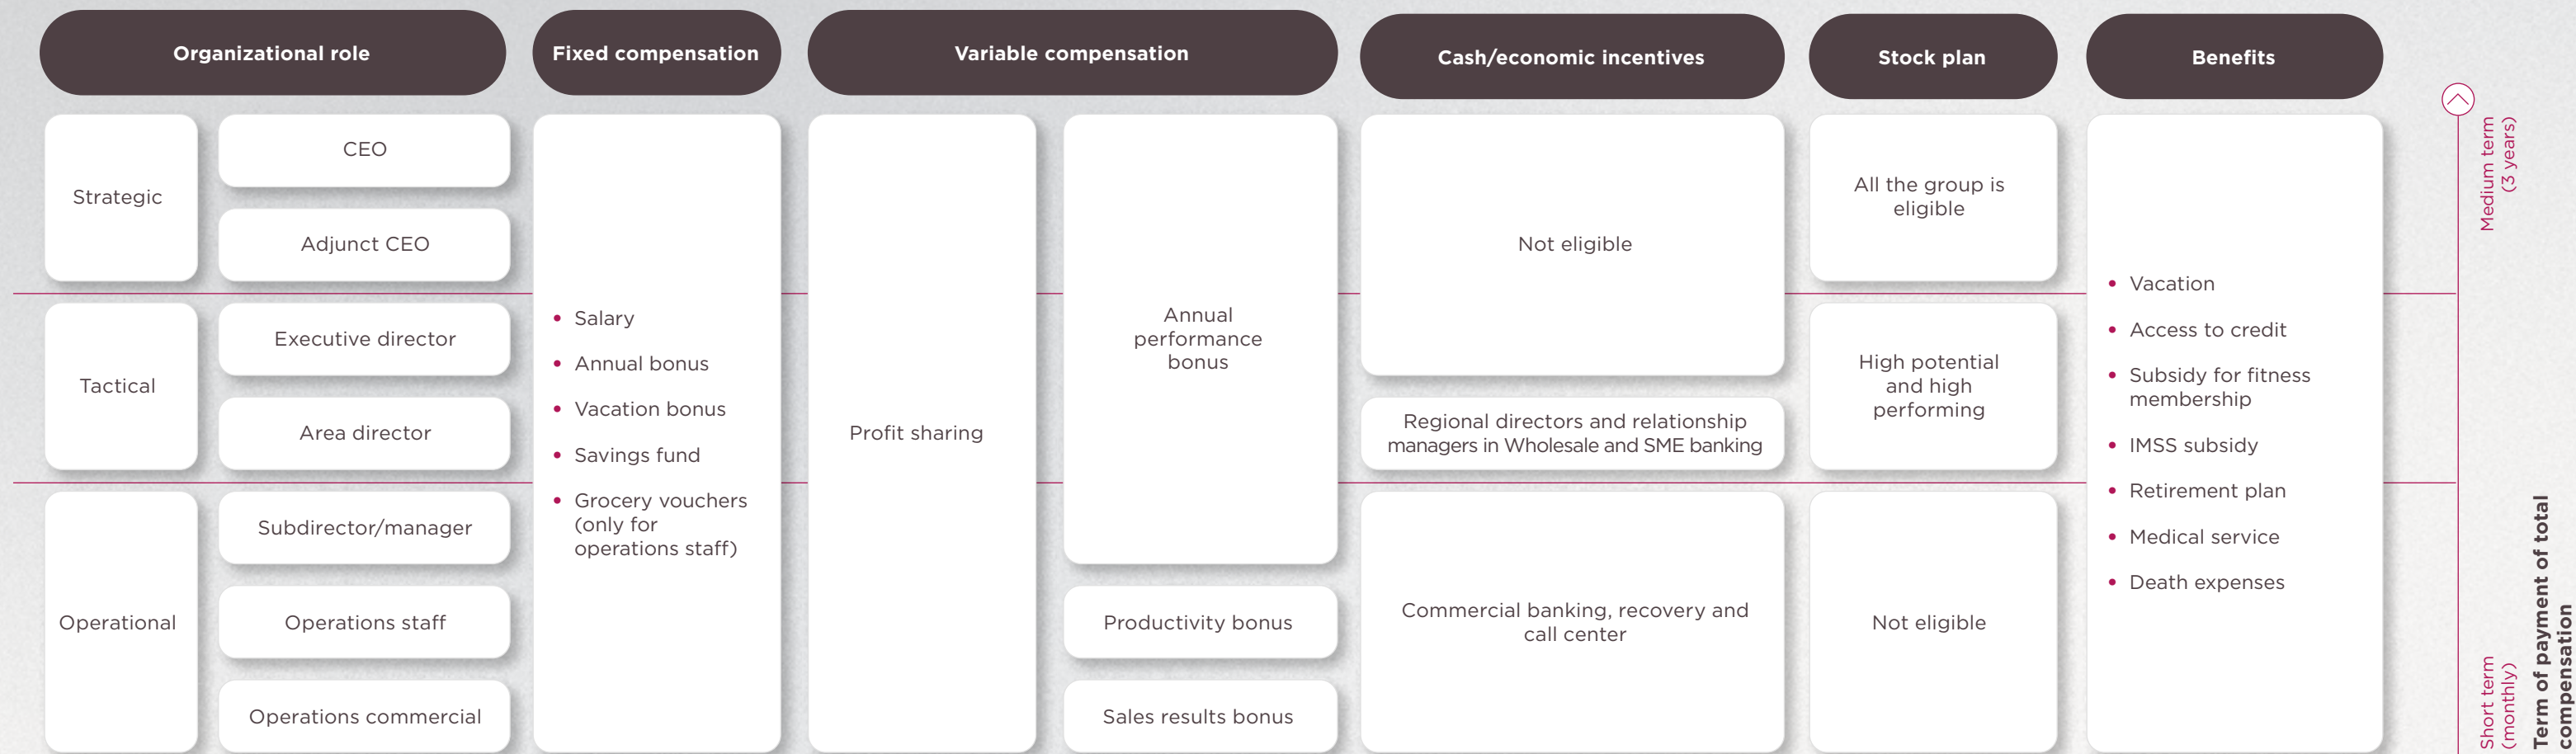 Organizational role
Fixed compensation
Variable compensation
Cash/economic incentives
Stock plan
Benefits
Strategic
CEO
Adjunct CEO
Tactical
Executive director
Area director
Operational
Subdirector/manager
Operations staff
Operations commercial
• Salary
• Annual bonus
• Vacation bonus
• Savings fund
• Grocery vouchers
(only for
operations staff)
Profit sharing
Annual
performance
bonus
Productivity bonus
Sales results bonus
Not eligible
Regional directors and relationship
managers in Wholesale and SME banking
Commercial banking, recovery and
call center
All the group is
eligible
High potential
and high
performing
Not eligible
• Vacation
• Access to credit
• Subsidy for fitness
membership
• IMSS subsidy
• Retirement plan
• Medical service
• Death expenses
Medium term
(3 years)
Short term
(monthly)
Term of payment of total
compensation